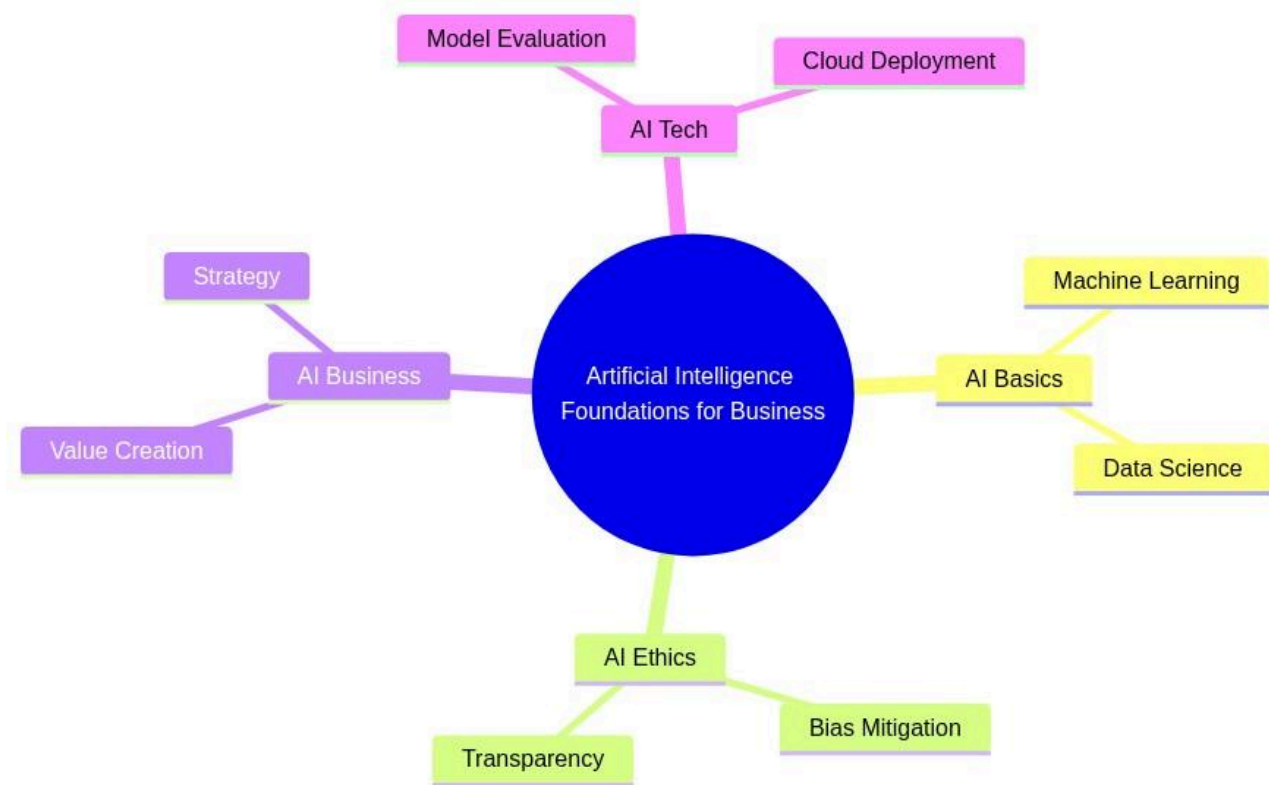 Model Evaluation
Cloud Deployment
AI Tech
Strategy
Machine Learning
AI Business
Artificial Intelligence
Foundations for Business
AI Basics
Value Creation
Data Science
AI Ethics
Bias Mitigation
Transparency